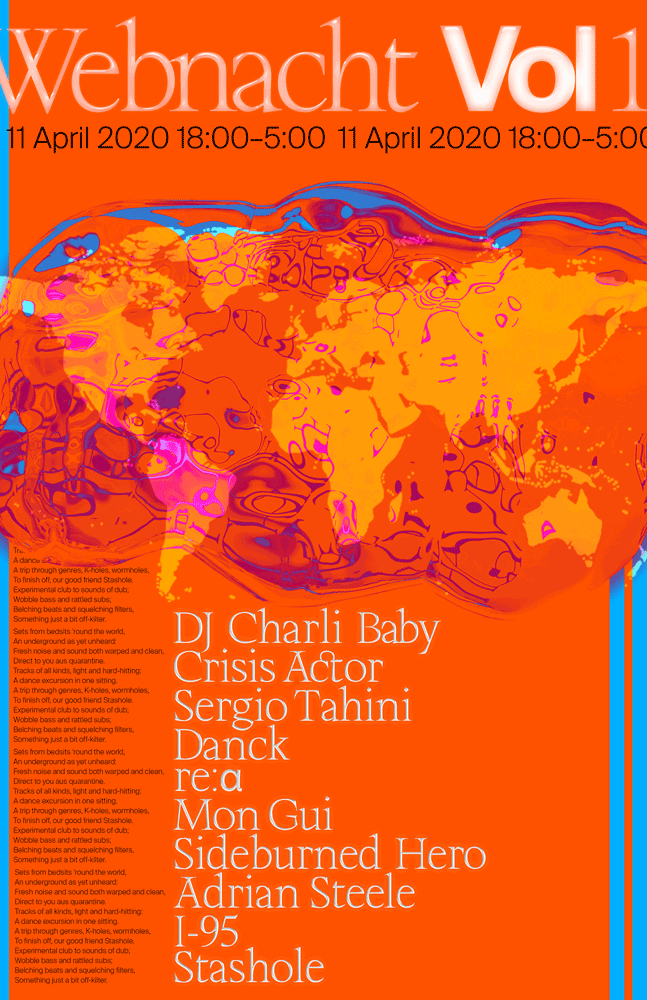 Webnacht Vol 1
11 April 2020 18:00–5:00 11 April 2020 18:00–5:00
A dance
A trip through genres, K-holes, wormholes,
To finish off, our good friend Stashole.
Experimental club to sounds of dub;
Wobble bass and rattled subs;
Belching beats and squelching filters,
Something just a bit off-kilter.
Sets from bedsits 'round the world,
An underground as yet unheard:
Fresh noise and sound both warped and clean,
Direct to you aus quarantine.
Tracks of all kinds, light and hard-hitting:
A dance excursion in one sitting.
A trip through genres, K-holes, wormholes,
To finish off, our good friend Stashole.
Experimental club to sounds of dub;
Wobble bass and rattled subs;
Belching beats and squelching filters,
Something just a bit off-kilter.
Sets from bedsits 'round the world,
An underground as yet unheard:
Fresh noise and sound both warped and clean,
Direct to you aus quarantine.
Tracks of all kinds, light and hard-hitting:
A dance excursion in one sitting.
A trip through genres, K-holes, wormholes,
To finish off, our good friend Stashole.
Experimental club to sounds of dub;
Wobble bass and rattled subs;
Belching beats and squelching filters,
Something just a bit off-kilter.
Sets from bedsits 'round the world,
An underground as yet unheard:
Fresh noise and sound both warped and clean,
Direct to you aus quarantine.
Tracks of all kinds, light and hard-hitting:
A dance excursion in one sitting.
A trip through genres, K-holes, wormholes,
To finish off, our good friend Stashole.
Experimental club to sounds of dub;
Wobble bass and rattled subs;
Belching beats and squelching filters,
Something just a bit off-kilter.
DJ Charli Baby
Crisis Actor
Sergio Tahini
Danck
re:a
Mon Gui
Sideburned Hero
Adrian Steele
I-95
Stashole